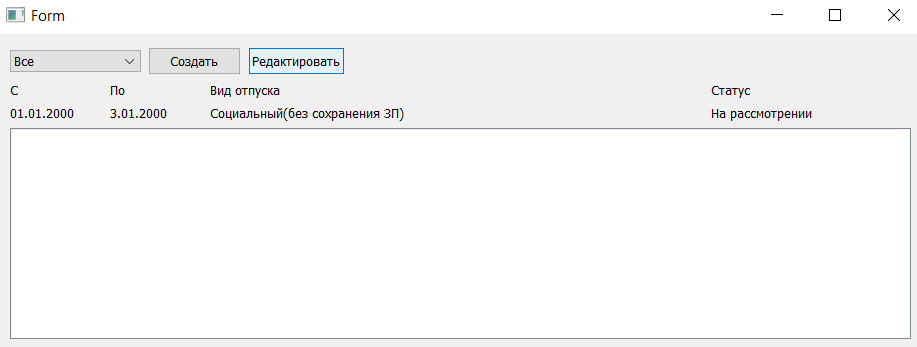 Form
Все Создать Редактировать
С По Вид отпуска Статус
01.01.2000 3.01.2000 Социальный(без сохранения ЗП) На рассмотрении